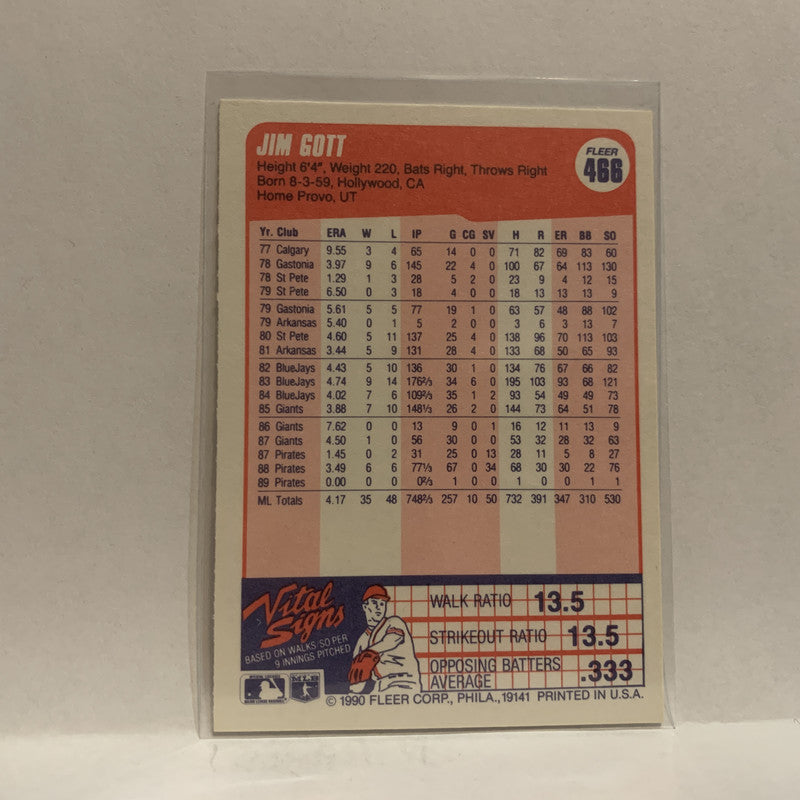 JIM GOTT
FLEER
466
Height 6'4", Weight 220, Bats Right, Throws Right
Born 8-3-59, Hollywood, CA
Home Provo, UT
Yr. Club ERA W L IP G CG SV H R ER BB SO
77 Calgary 9.55 3 4 65 14 0 0 71 82 69 83 60
78 Gastonia 3.97 9 6 145 22 4 0 100 67 64 113 130
78 St Pete 1.29 1 3 28 5 2 0 23 9 4 12 15
79 St Pete 6.50 0 3 18 4 0 0 18 13 13 13 9
79 Gastonia 5.61 5 5 77 19 1 0 63 57 48 88 102
79 Arkansas 5.40 0 1 5 2 0 0 3 6 3 13 7
80 St Pete 4.60 5 11 137 25 4 0 138 96 70 113 103
81 Arkansas 3.44 5 9 131 28 4 0 133 68 50 65 93
82 BlueJays 4.43 5 10 136 30 1 0 134 76 67 66 82
83 BlueJays 4.74 9 14 176⅔ 34 6 0 195 103 93 68 121
84 BlueJays 4.02 7 6 109⅔ 35 1 2 93 54 49 49 73
85 Giants 3.88 7 10 148⅓ 26 2 0 144 73 64 51 78
86 Giants 7.62 0 0 13 9 0 1 16 12 11 13 9
87 Giants 4.50 1 0 56 30 0 0 53 32 28 32 63
87 Pirates 1.45 0 2 31 25 0 13 28 11 5 8 27
88 Pirates 3.49 6 6 77⅓ 67 0 34 68 30 30 22 76
89 Pirates 0.00 0 0 0⅔ 1 0 0 1 0 0 1 1
ML Totals 4.17 35 48 748⅔ 257 10 50 732 391 347 310 530
Vital
Signs
BASED ON WALKS/SO PER
9 INNINGS PITCHED
WALK RATIO 13.5
STRIKEOUT RATIO 13.5
OPPOSING BATTERS
AVERAGE .333
MLB
© 1990 FLEER CORP., PHILA., 19141 PRINTED IN U.S.A.